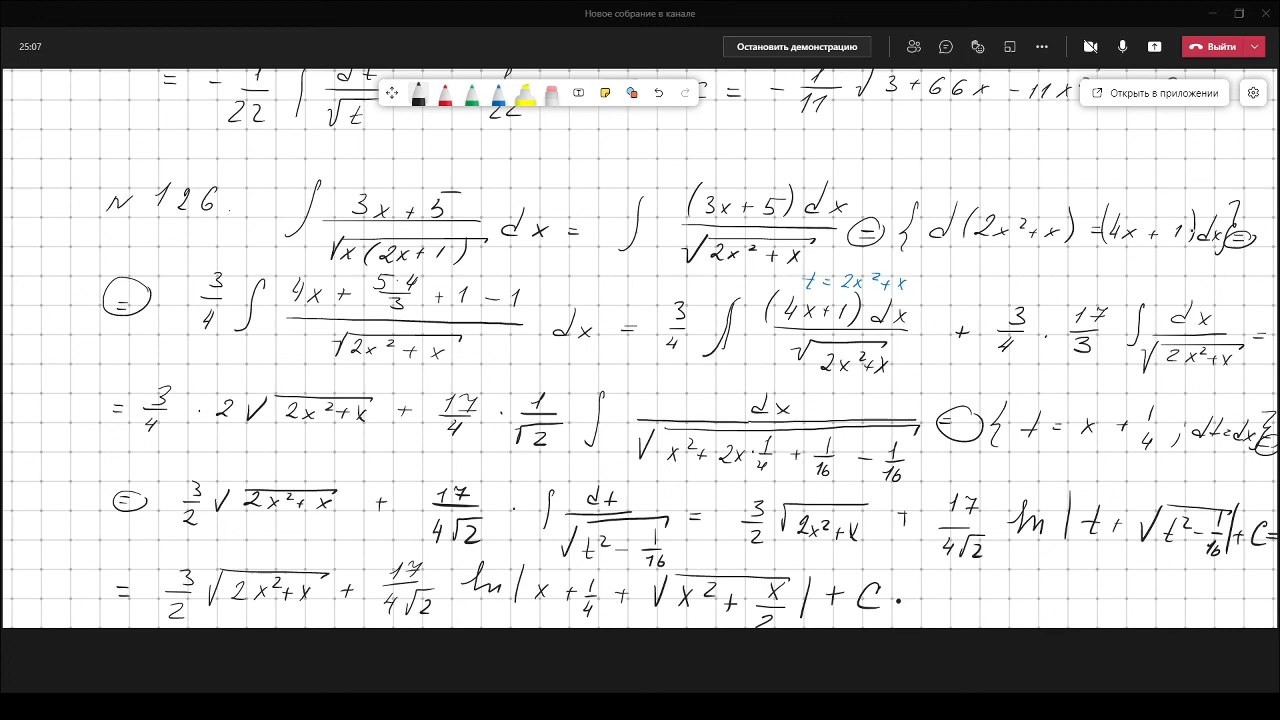 Новое собрание в канале
25:07
Остановить демонстрацию
Выйти
= - 1/22 ∫ dt/√t
= - 1/11 √3+66x-11x
Открыть в приложении
N 126. ∫ 3x+5/√x(2x+1) dx = ∫ (3x+5)dx/√2x²+x = { d(2x²+x) = (4x+1)dx } =
t = 2x²+x
= 3/4 ∫ 4x + 5·4/3 + 1 - 1/√2x²+x dx = 3/4 ∫ (4x+1)dx/√2x²+x + 3/4 · 17/3 ∫ dx/√2x²+x =
= 3/4 · 2√2x²+x + 17/4 · 1/√2 ∫ dx/√x²+2x·1/4+1/16-1/16 = { t = x + 1/4 ; dt=dx } =
= 3/2 √2x²+x + 17/4√2 · ∫ dt/√t²-1/16 = 3/2 √2x²+x + 17/4√2 ln|t+√t²-1/16|+C=
= 3/2 √2x²+x + 17/4√2 ln|x+1/4+√x²+x/2|+C.